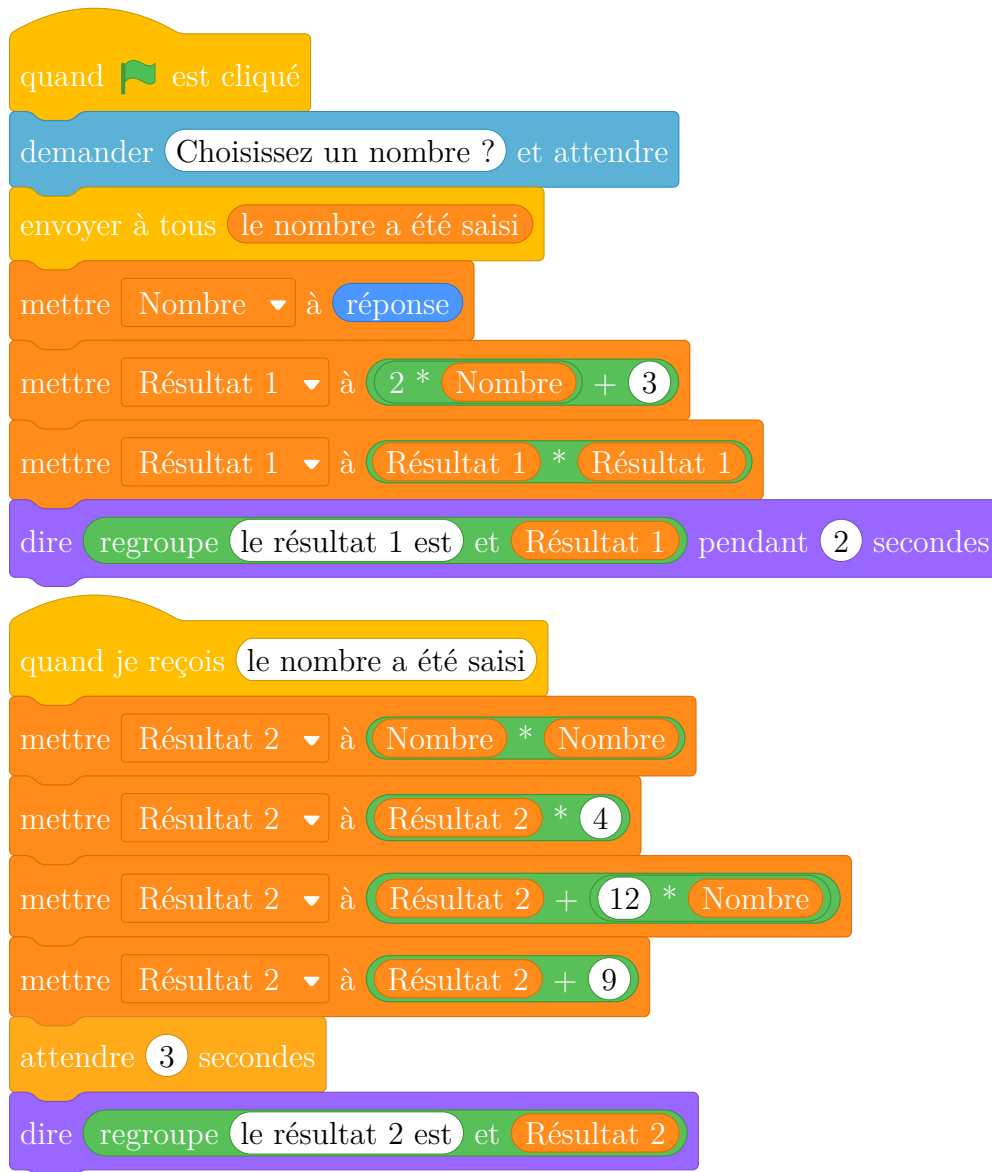 quand est cliqué
demander Choisissez un nombre ? et attendre
envoyer à tous le nombre a été saisi
mettre Nombre à réponse
mettre Résultat 1 à 2 * Nombre + 3
mettre Résultat 1 à Résultat 1 * Résultat 1
dire regroupe le résultat 1 est et Résultat 1 pendant 2 secondes
quand je reçois le nombre a été saisi
mettre Résultat 2 à Nombre * Nombre
mettre Résultat 2 à Résultat 2 * 4
mettre Résultat 2 à Résultat 2 + 12 * Nombre
mettre Résultat 2 à Résultat 2 + 9
attendre 3 secondes
dire regroupe le résultat 2 est et Résultat 2